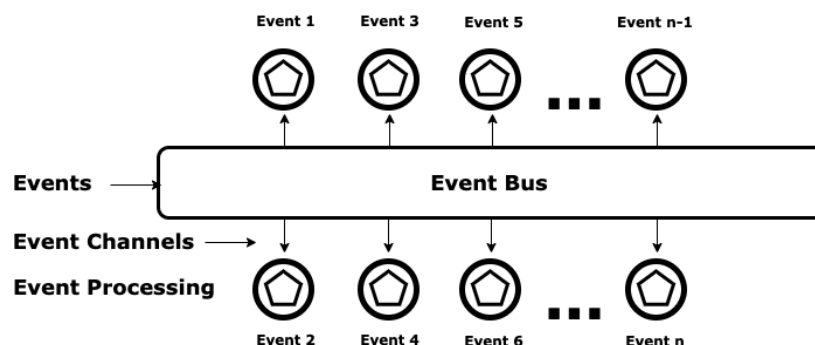 Event 1
Event 3
Event 5
Event n-1
Events
Event Bus
Event Channels
Event Processing
Event 2
Event 4
Event 6
Event n